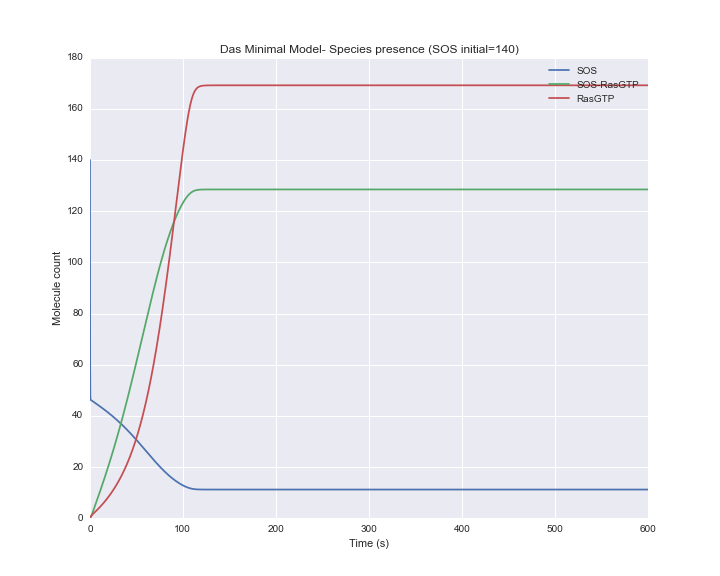 Das Minimal Model- Species presence (SOS initial=140)
180
160
140
120
100
80
60
40
20
0
Molecule count
SOS
SOS-RasGTP
RasGTP
0 100 200 300 400 500 600
Time (s)